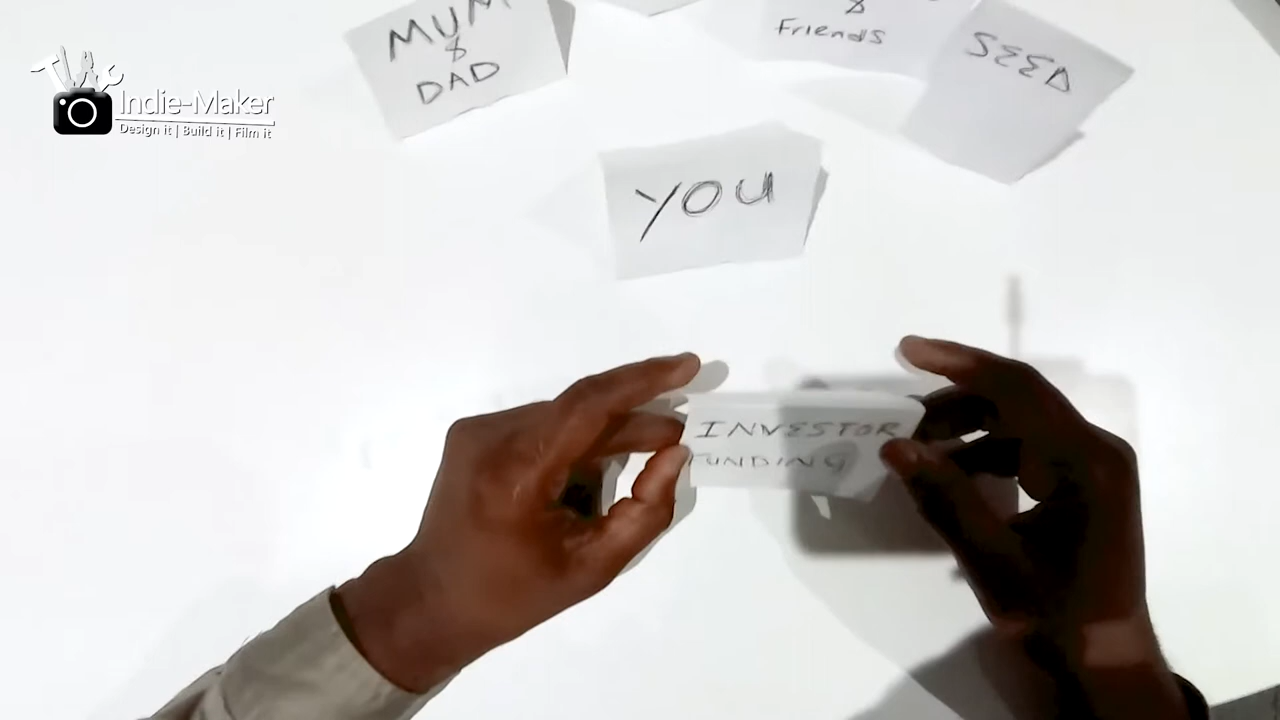 MUM
&
DAD
&
Friends
SEED
Indie-Maker
Design it | Build it | Film it
YOU
INVESTOR
FUNDING